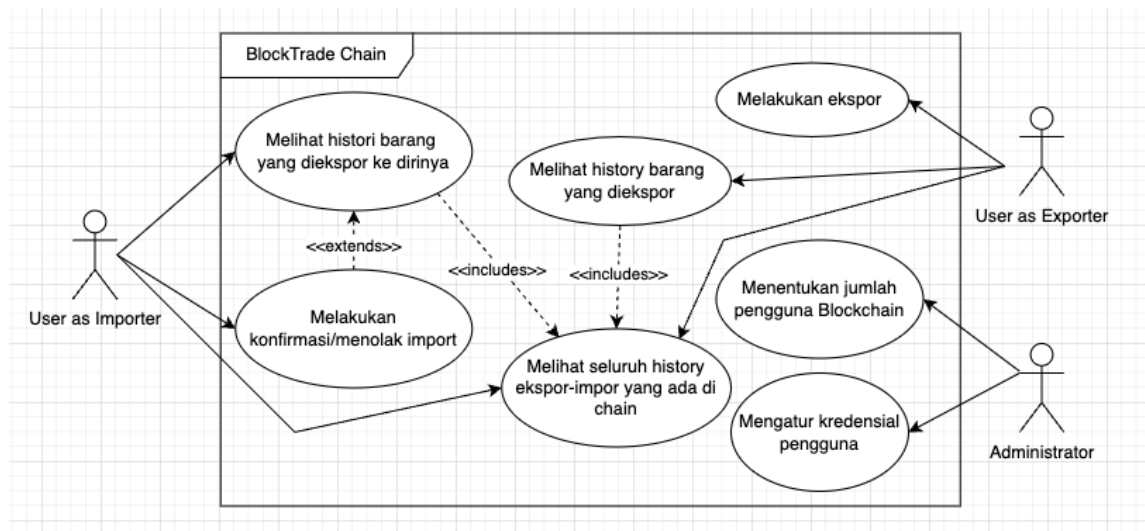 BlockTrade Chain
Melihat histori barang
yang diekspor ke dirinya
<<extends>>
Melakukan
konfirmasi/menolak import
User as Importer
<<includes>>
Melihat history barang
yang diekspor
<<includes>>
Melihat seluruh history
ekspor-impor yang ada di
chain
Melakukan ekspor
User as Exporter
Menentukan jumlah
pengguna Blockchain
Mengatur kredensial
pengguna
Administrator